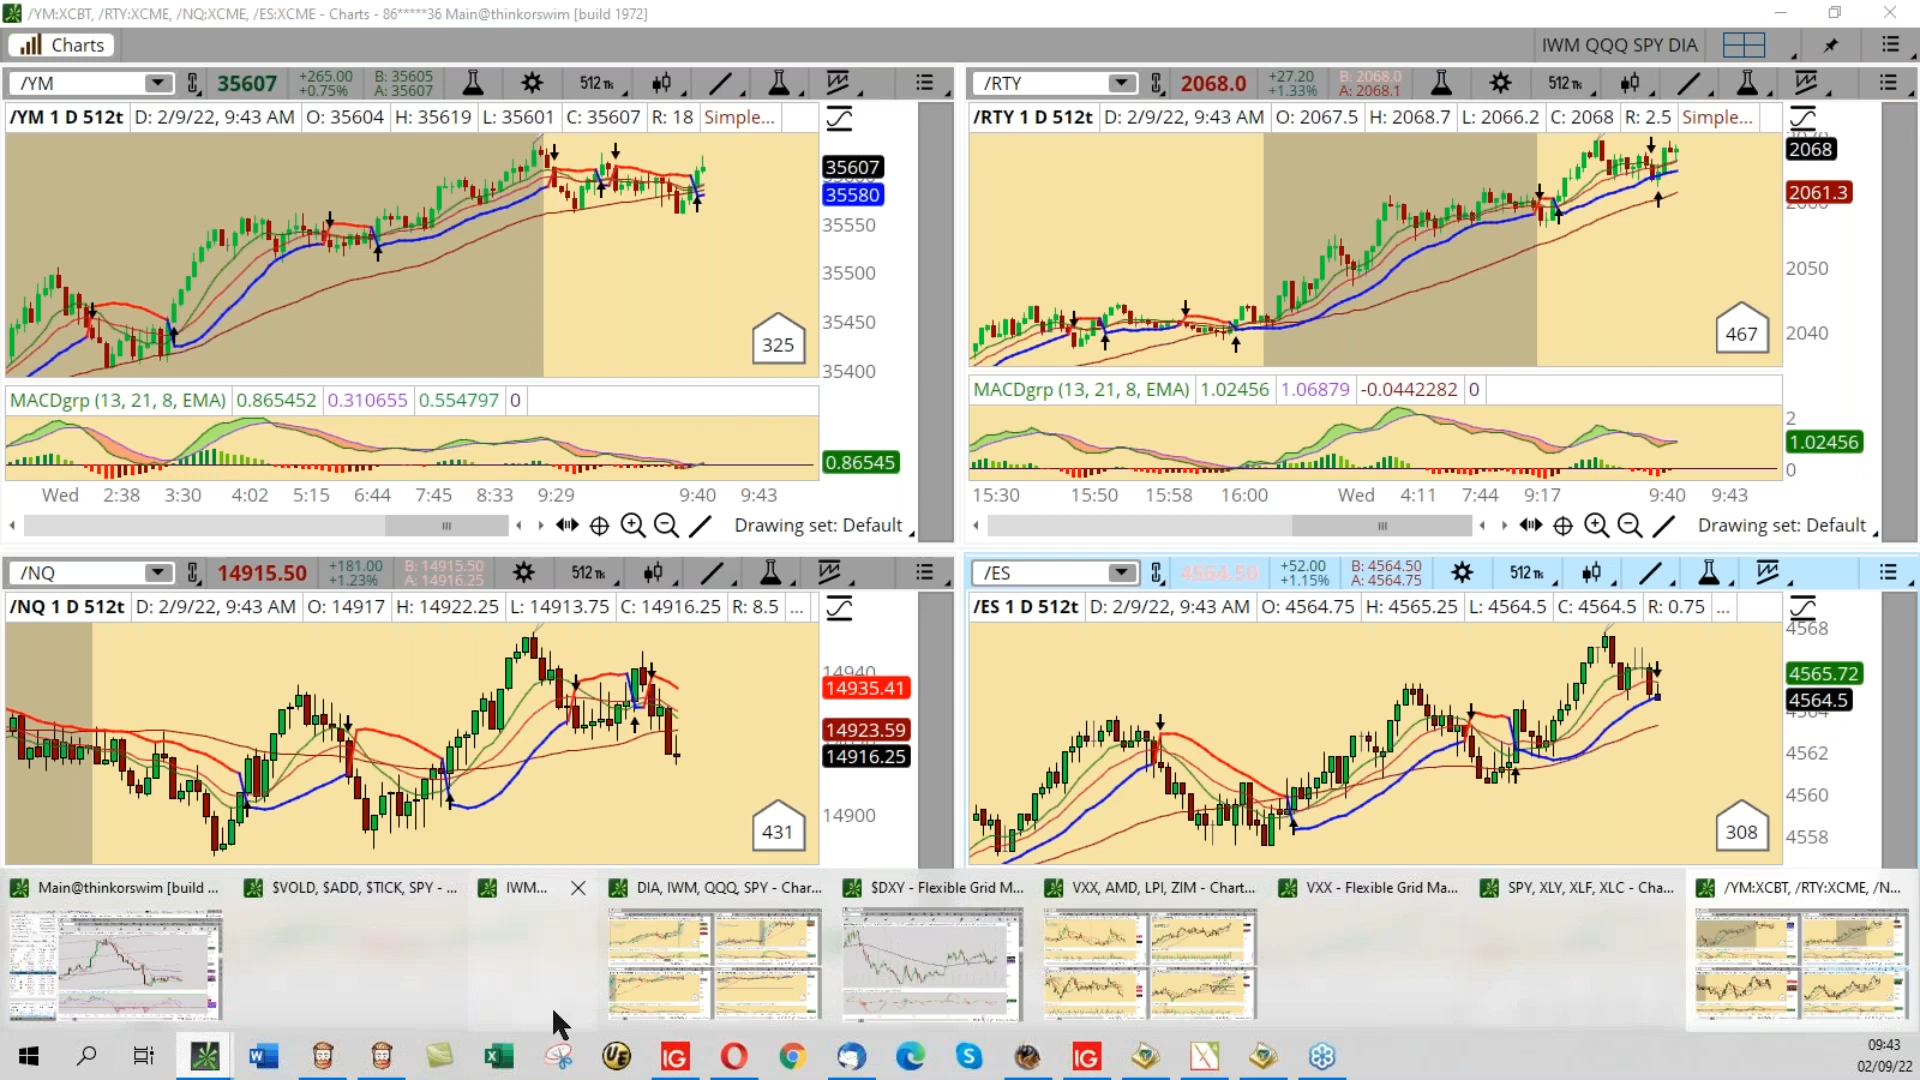 /YM:XCBT, /RTY:XCME, /NQ:XCME, /ES:XCME - Charts - 86*****36 Main@thinkorswim [build 1972]
Charts
IWM QQQ SPY DIA
/YM 35607 +265.00 +0.75% B: 35605 A: 35607 512 Tk
/YM 1 D 512t D: 2/9/22, 9:43 AM O: 35604 H: 35619 L: 35601 C: 35607 R: 18 Simple...
35607
35580
35550
35500
35450
35400
325
MACDgrp (13, 21, 8, EMA) 0.865452 0.310655 0.554797 0
0.86545
Wed 2:38 3:30 4:02 5:15 6:44 7:45 8:33 9:29 9:40 9:43
Drawing set: Default
/RTY 2068.0 +27.20 +1.33% B: 2068.0 A: 2068.1 512 Tk
/RTY 1 D 512t D: 2/9/22, 9:43 AM O: 2067.5 H: 2068.7 L: 2066.2 C: 2068 R: 2.5 Simple...
2068
2061.3
2050
2040
467
MACDgrp (13, 21, 8, EMA) 1.02456 1.06879 -0.0442282 0
2
1.02456
0
15:30 15:50 15:58 16:00 Wed 4:11 7:44 9:17 9:40 9:43
Drawing set: Default
/NQ 14915.50 +181.00 +1.23% B: 14915.50 A: 14916.25 512 Tk
/NQ 1 D 512t D: 2/9/22, 9:43 AM O: 14917 H: 14922.25 L: 14913.75 C: 14916.25 R: 8.5 ...
14940
14935.41
14923.59
14916.25
14900
431
/ES 4564.50 +52.00 +1.15% B: 4564.50 A: 4564.75 512 Tk
/ES 1 D 512t D: 2/9/22, 9:43 AM O: 4564.75 H: 4565.25 L: 4564.5 C: 4564.5 R: 0.75 ...
4568
4565.72
4564.5
4562
4560
4558
308
Main@thinkorswim [build ...
$VOLD, $ADD, $TICK, SPY - ...
IWM...
DIA, IWM, QQQ, SPY - Char...
$DXY - Flexible Grid M...
VXX, AMD, LPI, ZIM - Chart...
VXX - Flexible Grid Ma...
SPY, XLY, XLF, XLC - Cha...
/YM:XCBT, /RTY:XCME, /N...
IG
IG
09:43
02/09/22